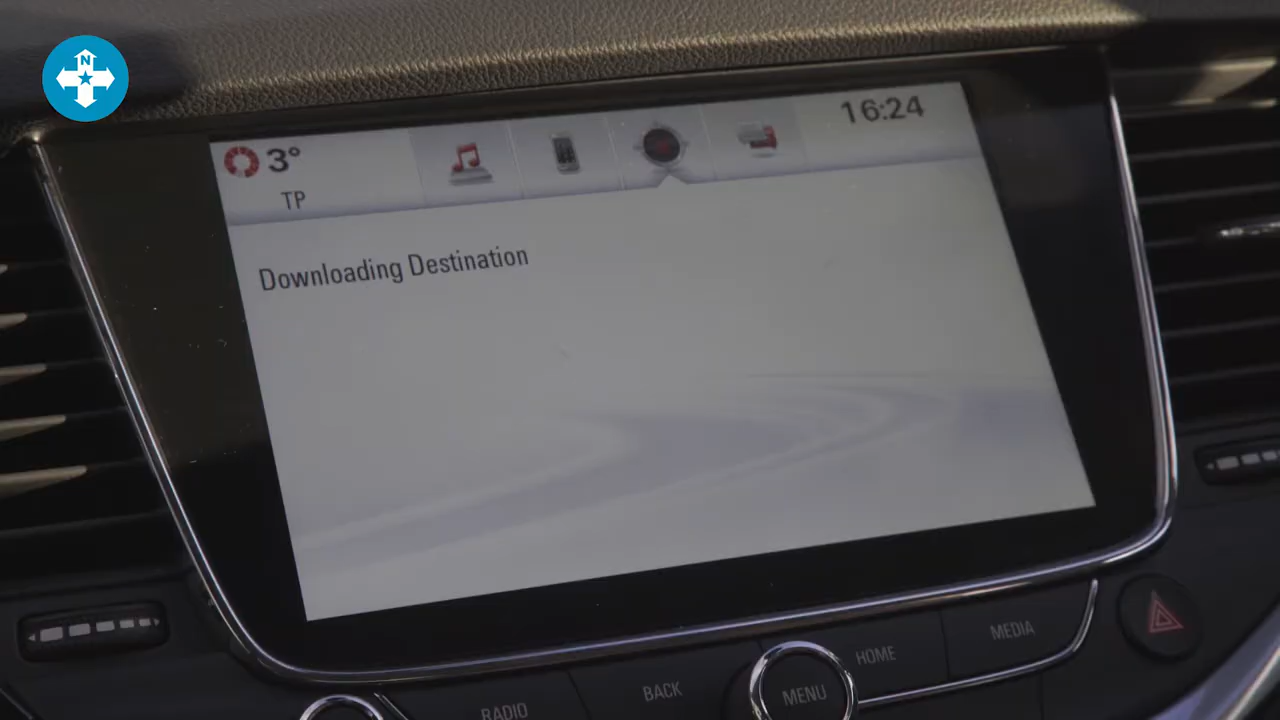 N
3°
TP
16:24
Downloading Destination
RADIO
BACK
MENU
HOME
MEDIA